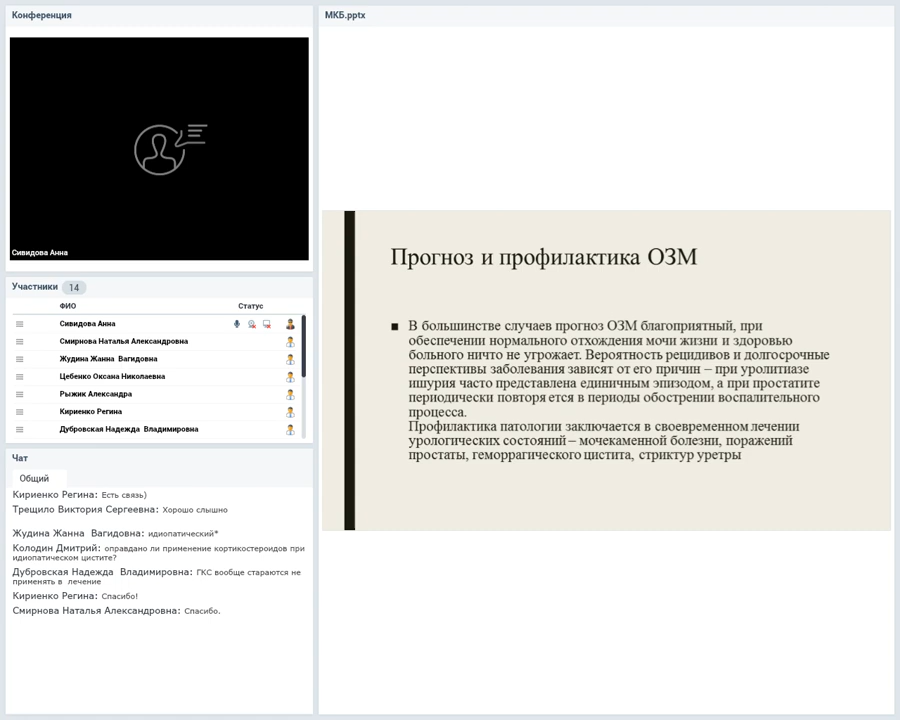 Конференция
Сивидова Анна
Участники 14
ФИО Статус
Сивидова Анна
Смирнова Наталья Александровна
Жудина Жанна Вагидовна
Цебенко Оксана Николаевна
Рыжик Александра
Кириенко Регина
Дубровская Надежда Владимировна
Чат
Общий
Кириенко Регина: Есть связь)
Трещило Виктория Сергеевна: Хорошо слышно
Жудина Жанна Вагидовна: идиопатический*
Колодин Дмитрий: оправдано ли применение кортикостероидов при
идиопатическом цистите?
Дубровская Надежда Владимировна: ГКС вообще стараются не
применять в лечение
Кириенко Регина: Спасибо!
Смирнова Наталья Александровна: Спасибо.
МКБ.pptx
Прогноз и профилактика ОЗМ
■ В большинстве случаев прогноз ОЗМ благоприятный, при
обеспечении нормального отхождения мочи жизни и здоровью
больного ничто не угрожает. Вероятность рецидивов и долгосрочные
перспективы заболевания зависят от его причин – при уролитиазе
ишурия часто представлена единичным эпизодом, а при простатите
периодически повторяется в периоды обострении воспалительного
процесса.
Профилактика патологии заключается в своевременном лечении
урологических состояний – мочекаменной болезни, поражений
простаты, геморрагического цистита, стриктур уретры